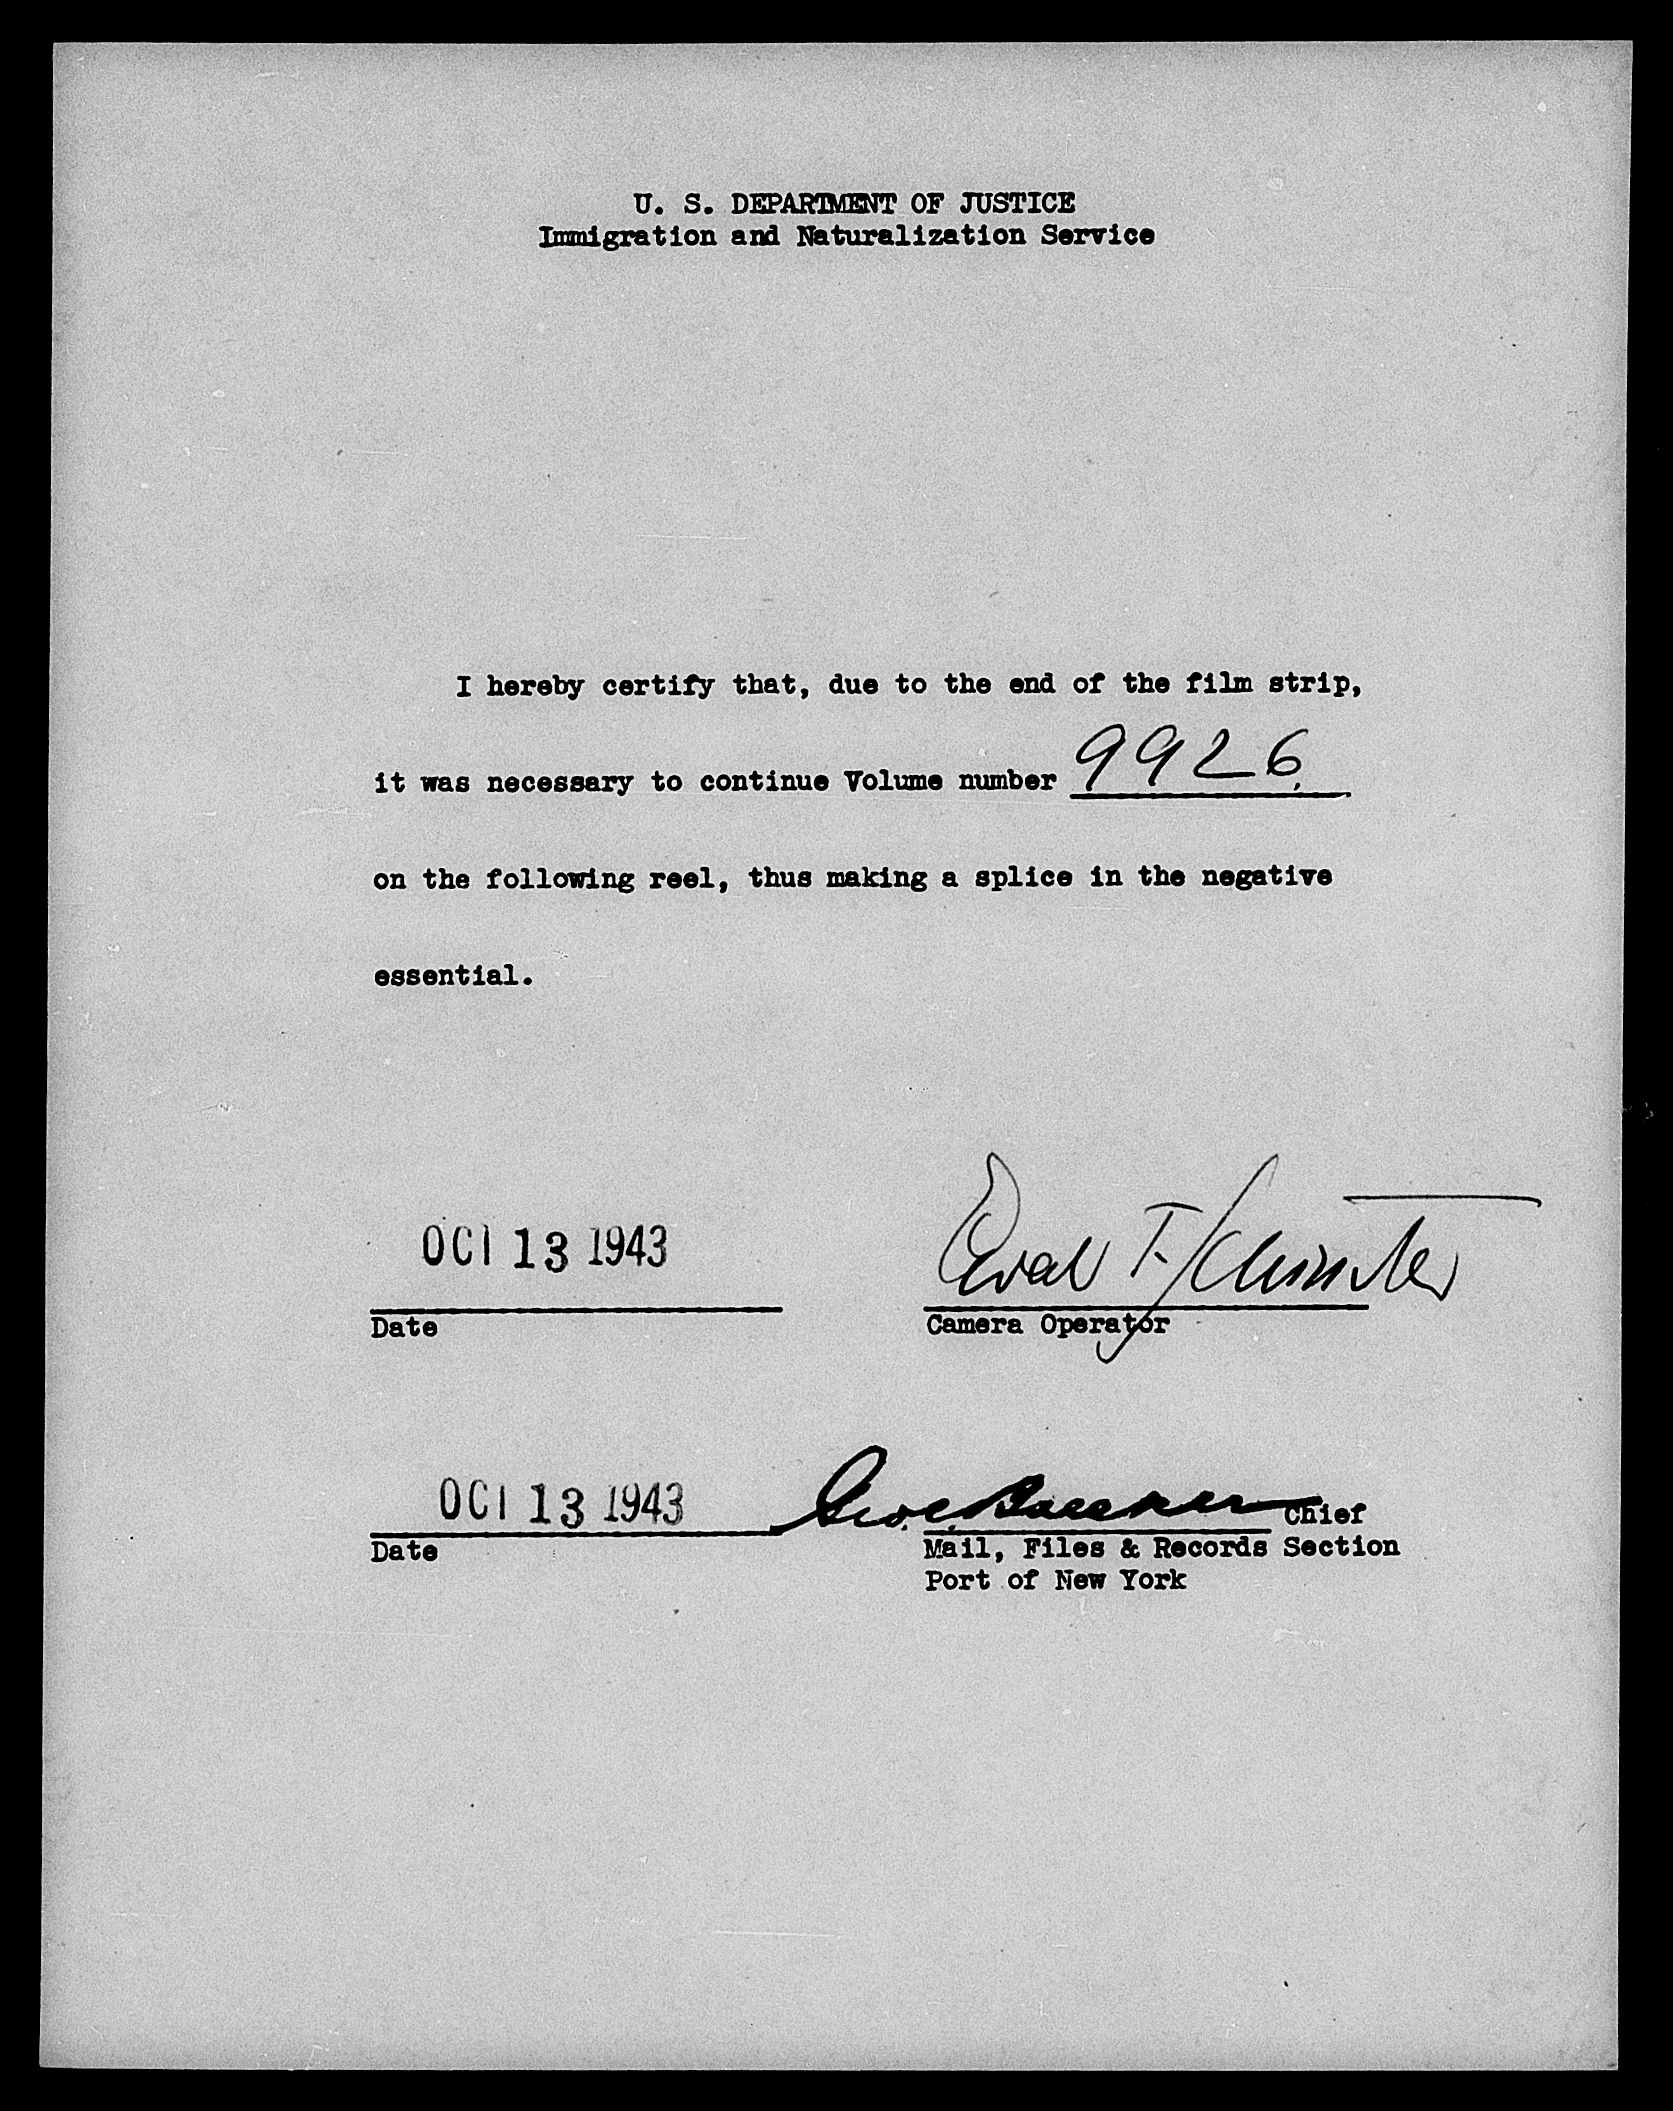 U. S. DEPARTMENT OF JUSTICE
Immigration and Naturalization Service
I hereby certify that, due to the end of the film strip,
it was necessary to continue Volume number 9926.
on the following reel, thus making a splice in the negative
essential.
OCT 13 1943
Date
T.
Camera Operator
OCT 13 1943
Date
Geo. Chief
Mail, Files & Records Section
Port of New York